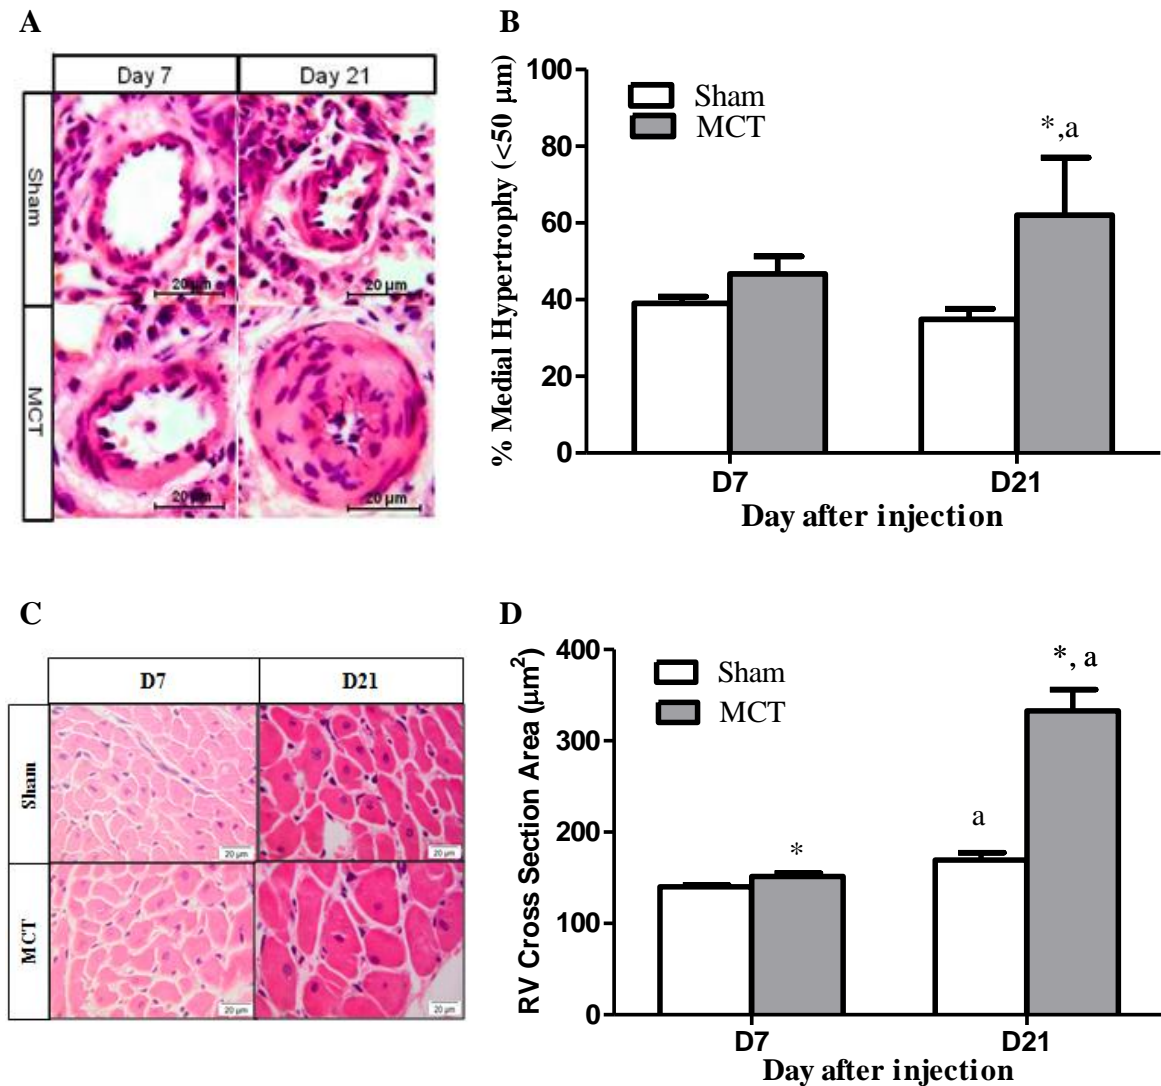 A
Day 7 Day 21
Sham
20 µm 20 µm
MCT
20 µm 20 µm
B
% Medial Hypertrophy (<50 µm)
100
80
60
40
20
0
Sham
MCT
*,a
D7 D21
Day after injection
C
D7 D21
Sham
20 µm 20 µm
MCT
20 µm 20 µm
D
RV Cross Section Area (µm²)
400
300
200
100
0
Sham
MCT
*
a
*, a
D7 D21
Day after injection